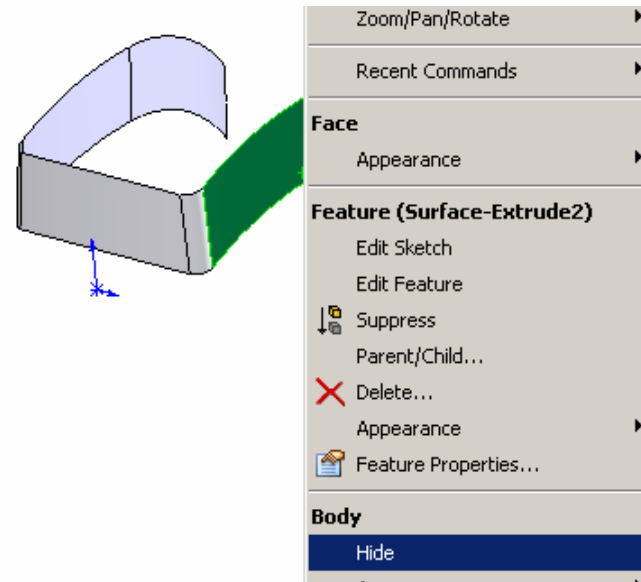 Zoom/Pan/Rotate
Recent Commands
Face
Appearance
Feature (Surface-Extrude2)
Edit Sketch
Edit Feature
Suppress
Parent/Child...
Delete...
Appearance
Feature Properties...
Body
Hide